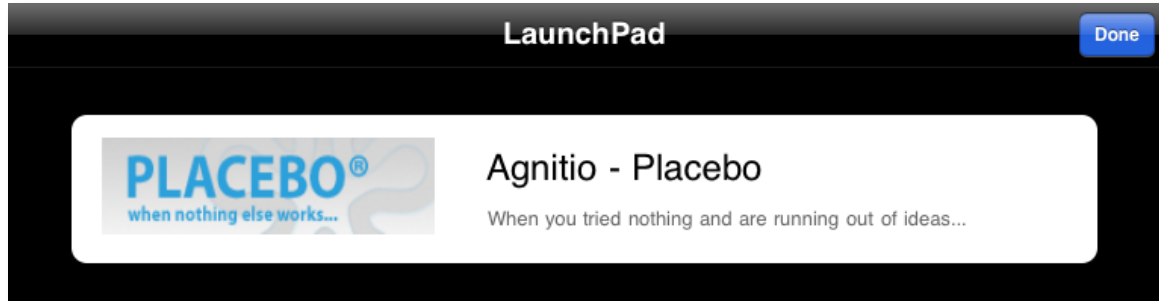 LaunchPad
Done
PLACEBO®
when nothing else works...
Agnitio - Placebo
When you tried nothing and are running out of ideas...